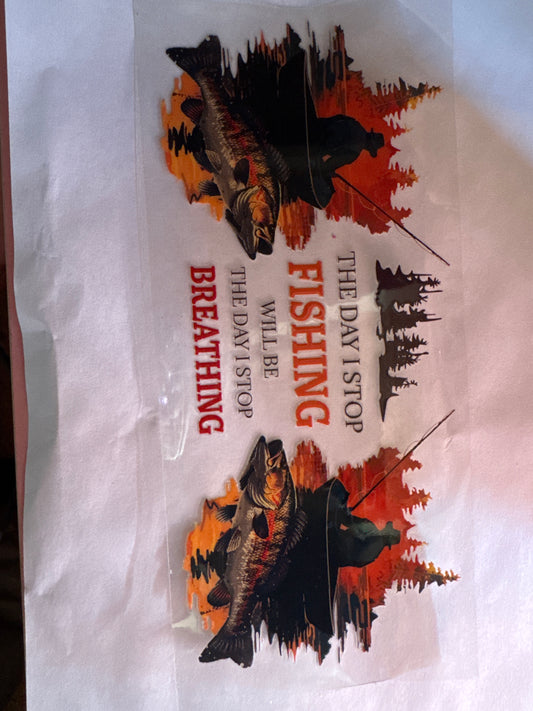 THE DAY I STOP
FISHING
WILL BE
THE DAY I STOP
BREATHING